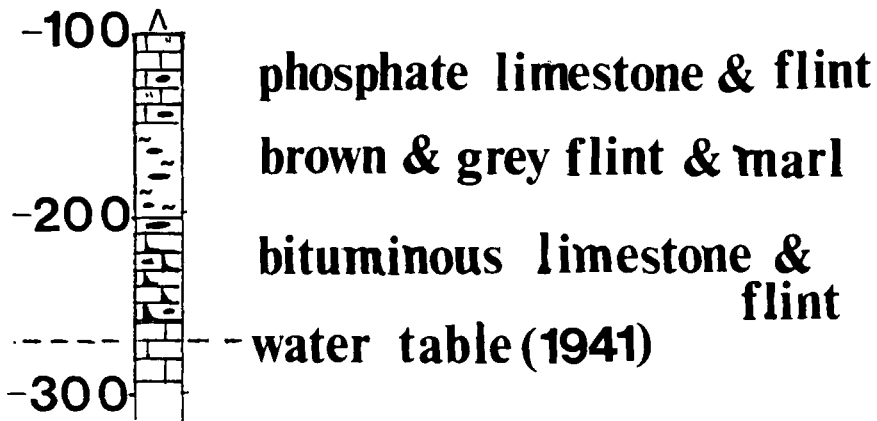 -100
phosphate limestone & flint
brown & grey flint & marl
-200
bituminous limestone &
flint
water table (1941)
-300